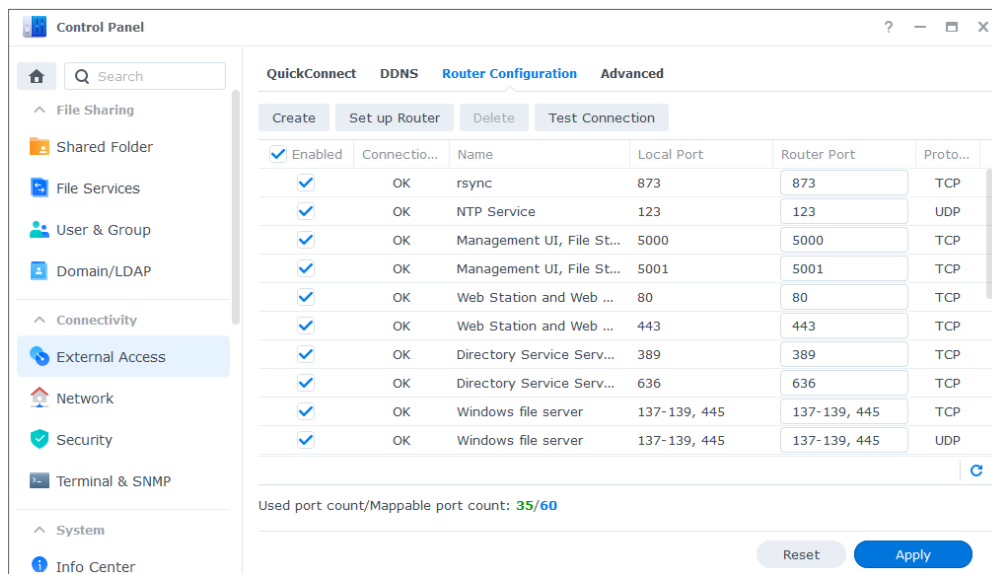 Control Panel
?
Search
File Sharing
Shared Folder
File Services
User & Group
Domain/LDAP
Connectivity
External Access
Network
Security
Terminal & SNMP
System
Info Center
QuickConnect DDNS Router Configuration Advanced
Create Set up Router Delete Test Connection
Enabled Connectio... Name Local Port Router Port Proto...
OK rsync 873 873 TCP
OK NTP Service 123 123 UDP
OK Management UI, File St... 5000 5000 TCP
OK Management UI, File St... 5001 5001 TCP
OK Web Station and Web ... 80 80 TCP
OK Web Station and Web ... 443 443 TCP
OK Directory Service Serv... 389 389 TCP
OK Directory Service Serv... 636 636 TCP
OK Windows file server 137-139, 445 137-139, 445 TCP
OK Windows file server 137-139, 445 137-139, 445 UDP
Used port count/Mappable port count: 35/60
Reset Apply